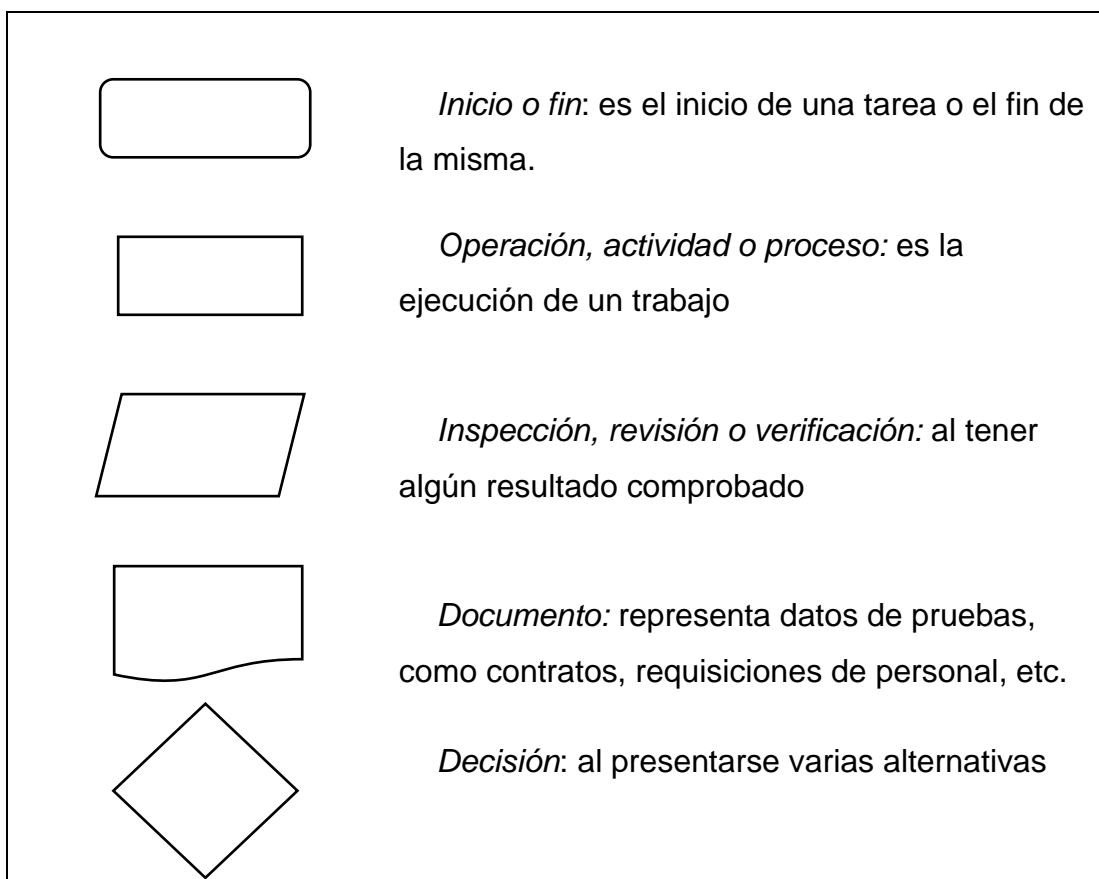 Inicio o fin: es el inicio de una tarea o el fin de
la misma.
Operación, actividad o proceso: es la
ejecución de un trabajo
Inspección, revisión o verificación: al tener
algún resultado comprobado
Documento: representa datos de pruebas,
como contratos, requisiciones de personal, etc.
Decisión: al presentarse varias alternativas